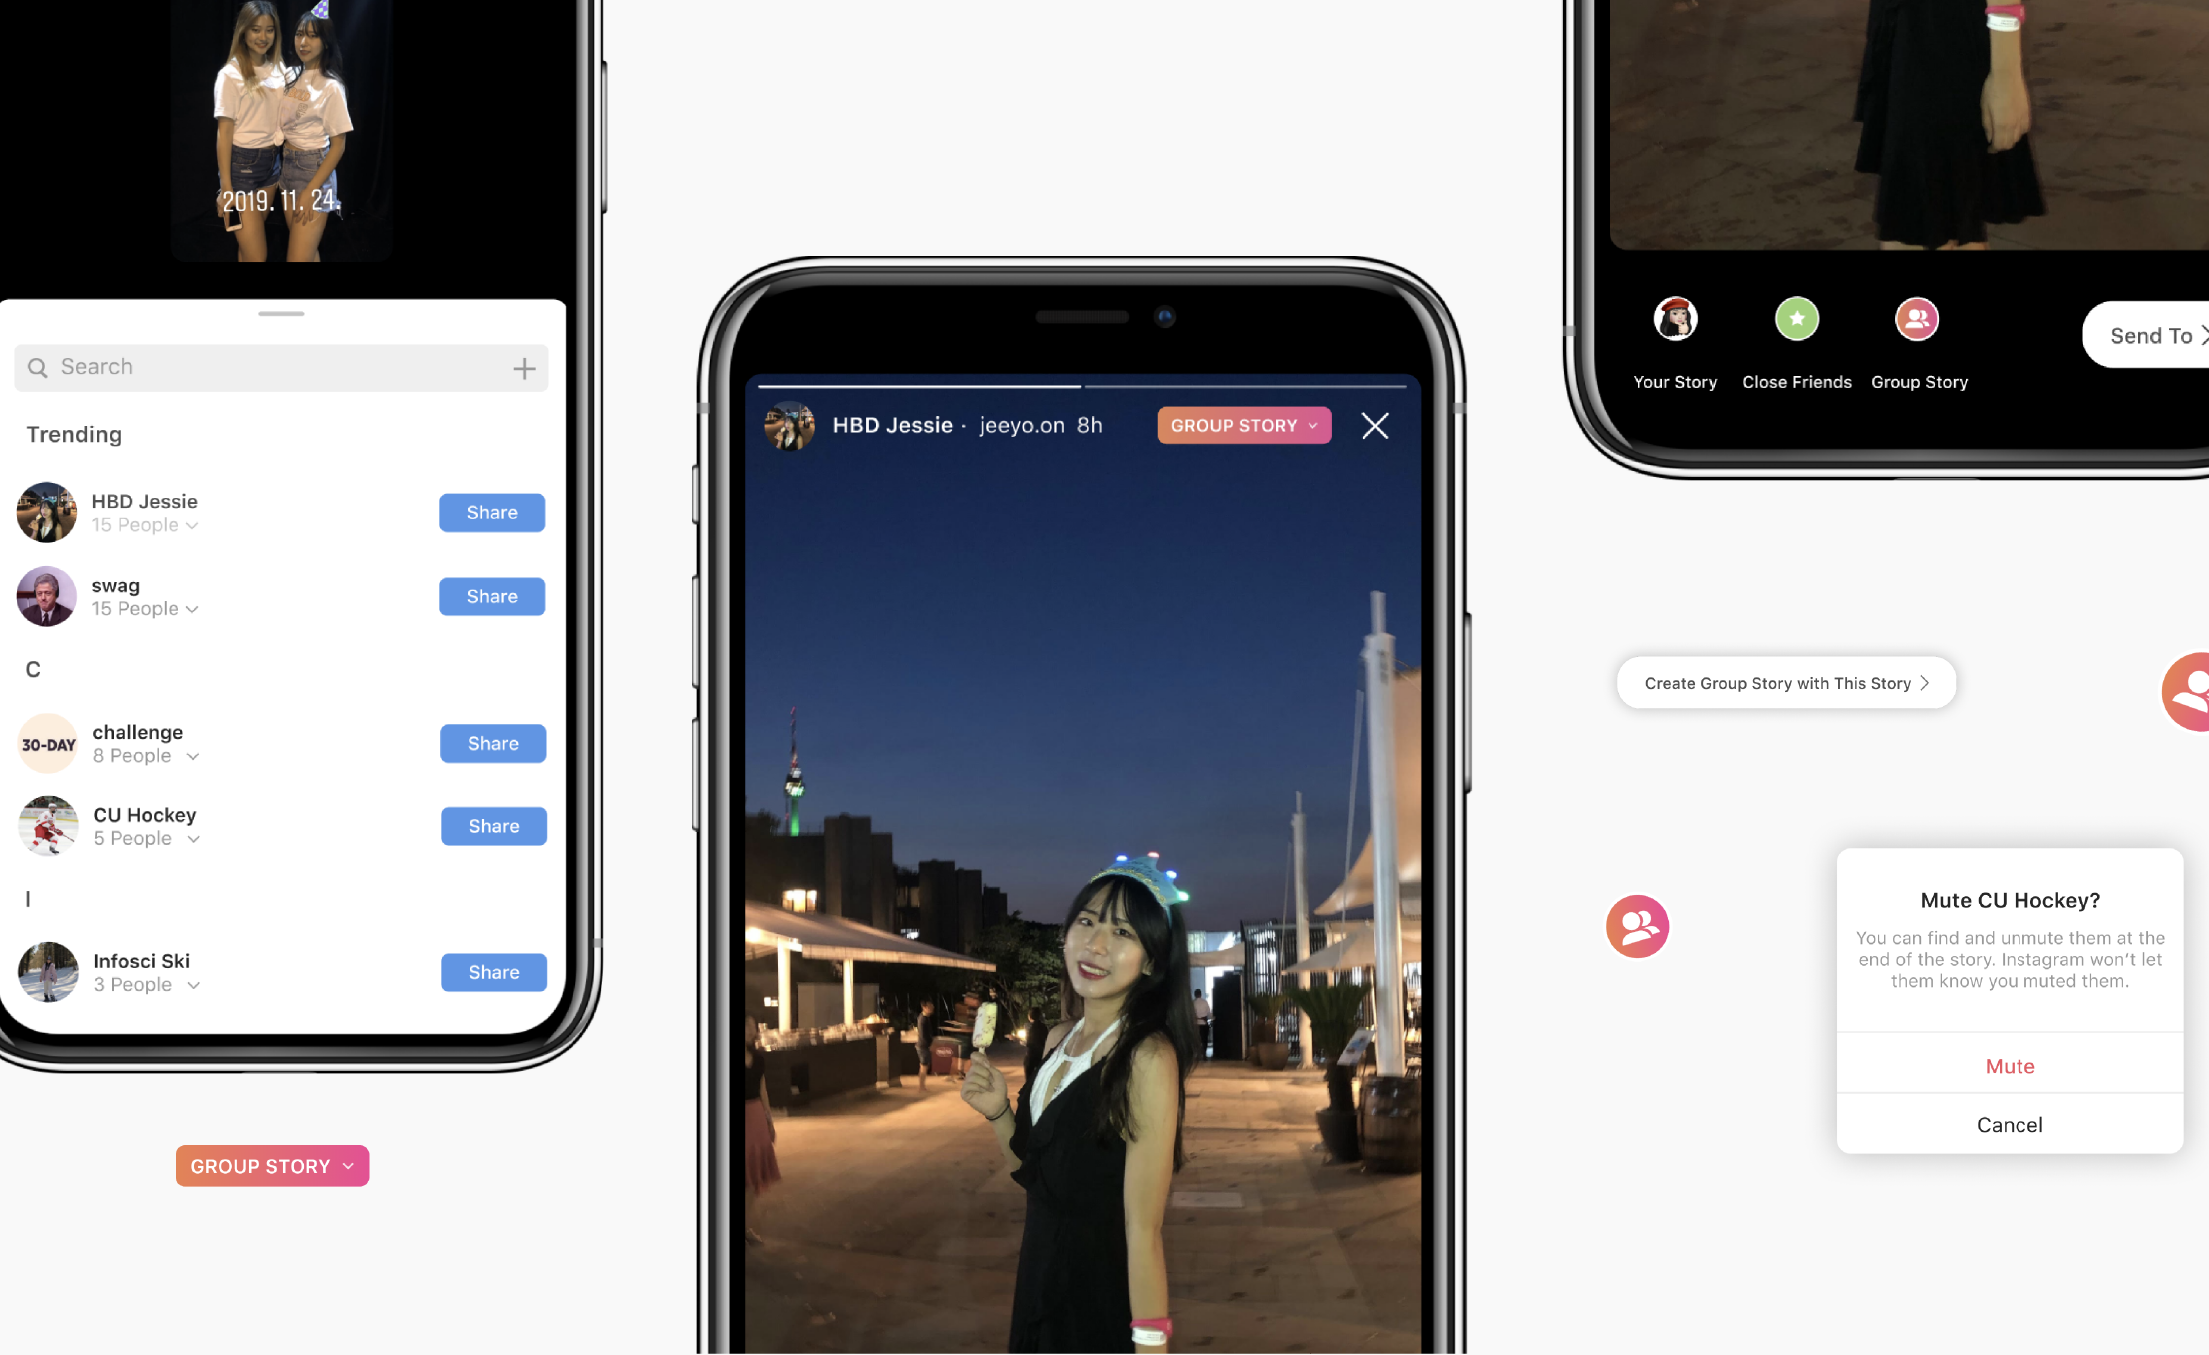 2019. 11. 24.
Search
Trending
HBD Jessie
15 People
Share
swag
15 People
Share
C
30-DAY
challenge
8 People
Share
CU Hockey
5 People
Share
I
Infosci Ski
3 People
Share
GROUP STORY
HBD Jessie · jeeyo.on 8h
GROUP STORY
Your Story
Close Friends
Group Story
Send To
Create Group Story with This Story
Mute CU Hockey?
You can find and unmute them at the
end of the story. Instagram won’t let
them know you muted them.
Mute
Cancel